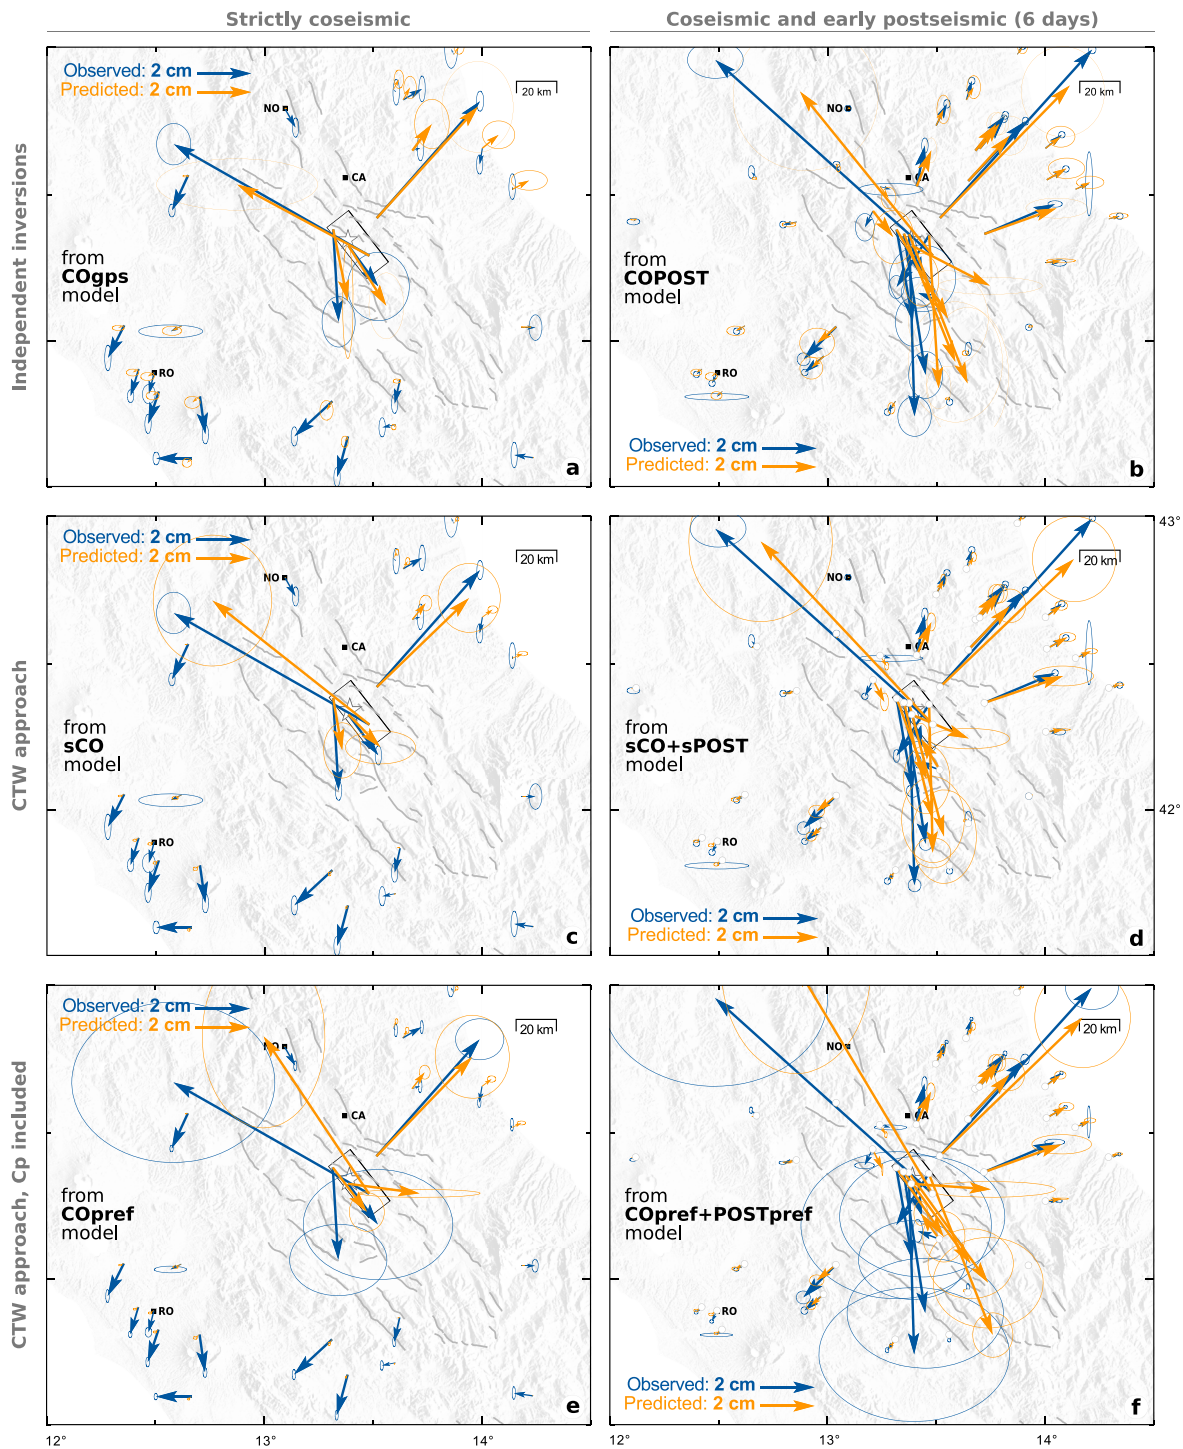 Strictly coseismic
Coseismic and early postseismic (6 days)
Independent inversions
Observed: 2 cm
Predicted: 2 cm
20 km
NO
CA
from
COgps
model
RO
a
20 km
NO
CA
from
COPOST
model
RO
Observed: 2 cm
Predicted: 2 cm
b
CTW approach
Observed: 2 cm
Predicted: 2 cm
20 km
NO
CA
from
sCO
model
RO
c
43°
20 km
NO
CA
from
sCO+sPOST
model
42°
RO
Observed: 2 cm
Predicted: 2 cm
d
CTW approach, Cp included
Observed: 2 cm
Predicted: 2 cm
20 km
NO
CA
from
COpref
model
RO
e
20 km
NO
CA
from
COpref+POSTpref
model
RO
Observed: 2 cm
Predicted: 2 cm
f
12° 13° 14° 12° 13° 14°